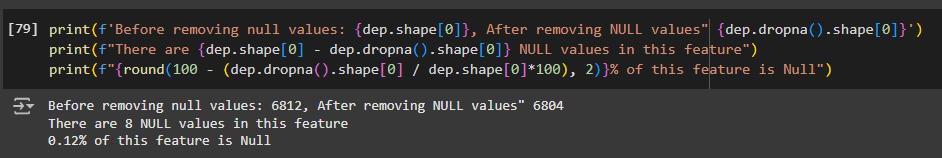 [79] print(f'Before removing null values: {dep.shape[0]}, After removing NULL values" {dep.dropna().shape[0]}')
print(f"There are {dep.shape[0] - dep.dropna().shape[0]} NULL values in this feature")
print(f"{round(100 - (dep.dropna().shape[0] / dep.shape[0]*100), 2)}% of this feature is Null")
Before removing null values: 6812, After removing NULL values" 6804
There are 8 NULL values in this feature
0.12% of this feature is Null